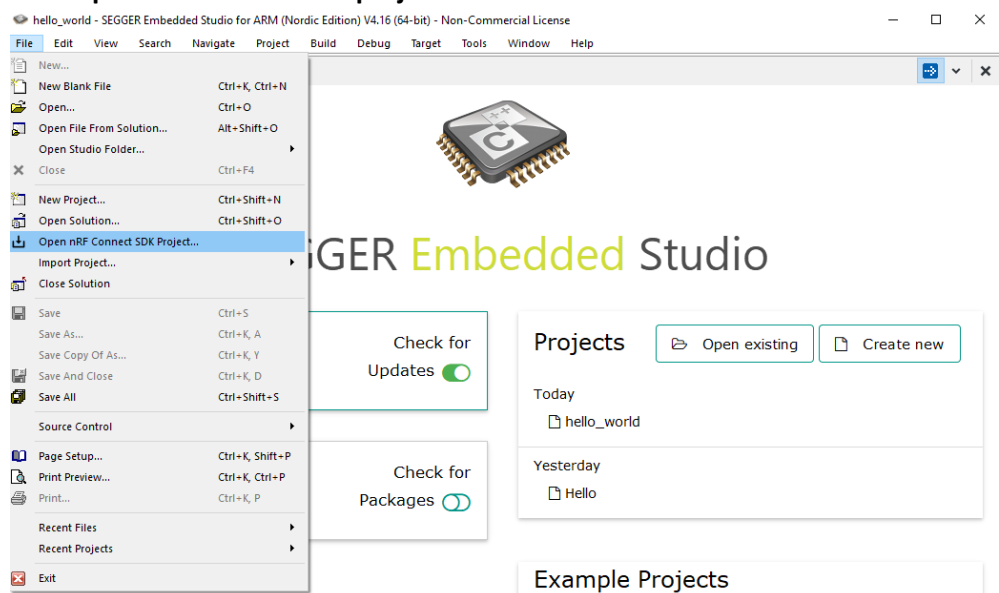 hello_world - SEGGER Embedded Studio for ARM (Nordic Edition) V4.16 (64-bit) - Non-Commercial License
File Edit View Search Navigate Project Build Debug Target Tools Window Help
New...
New Blank File Ctrl+K, Ctrl+N
Open... Ctrl+O
Open File From Solution... Alt+Shift+O
Open Studio Folder...
Close Ctrl+F4
New Project... Ctrl+Shift+N
Open Solution... Ctrl+Shift+O
Open nRF Connect SDK Project...
Import Project...
Close Solution
Save Ctrl+S
Save As... Ctrl+K, A
Save Copy Of As... Ctrl+K, Y
Save And Close Ctrl+K, D
Save All Ctrl+Shift+S
Source Control
Page Setup... Ctrl+K, Shift+P
Print Preview... Ctrl+K, Ctrl+P
Print... Ctrl+K, P
Recent Files
Recent Projects
Exit
C
GGER Embedded Studio
Check for
Updates
Check for
Packages
Projects Open existing Create new
Today
hello_world
Yesterday
Hello
Example Projects